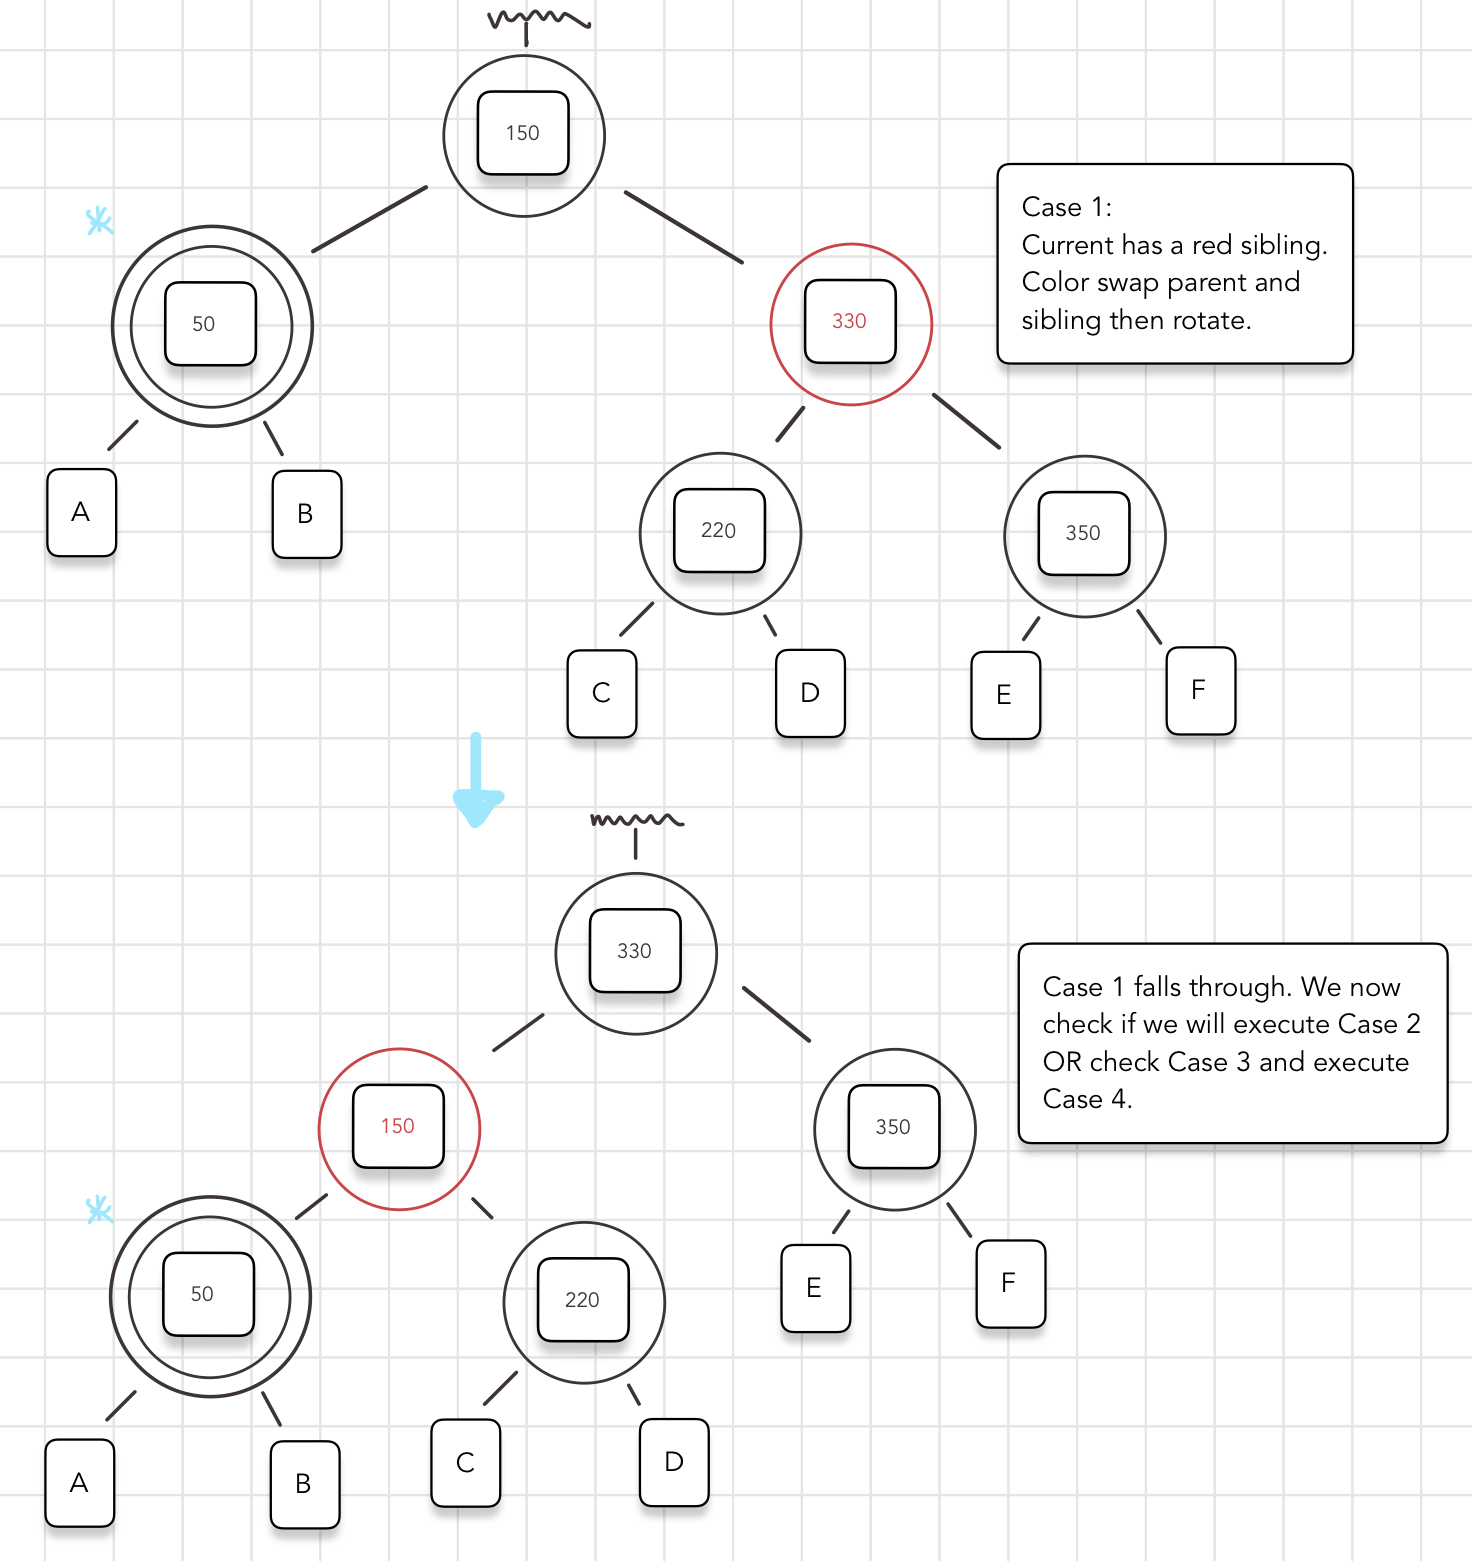 150
Case 1:
Current has a red sibling.
Color swap parent and
sibling then rotate.
50
330
A
B
220
350
C
D
E
F
330
Case 1 falls through. We now
check if we will execute Case 2
OR check Case 3 and execute
Case 4.
150
350
50
220
E
F
A
B
C
D